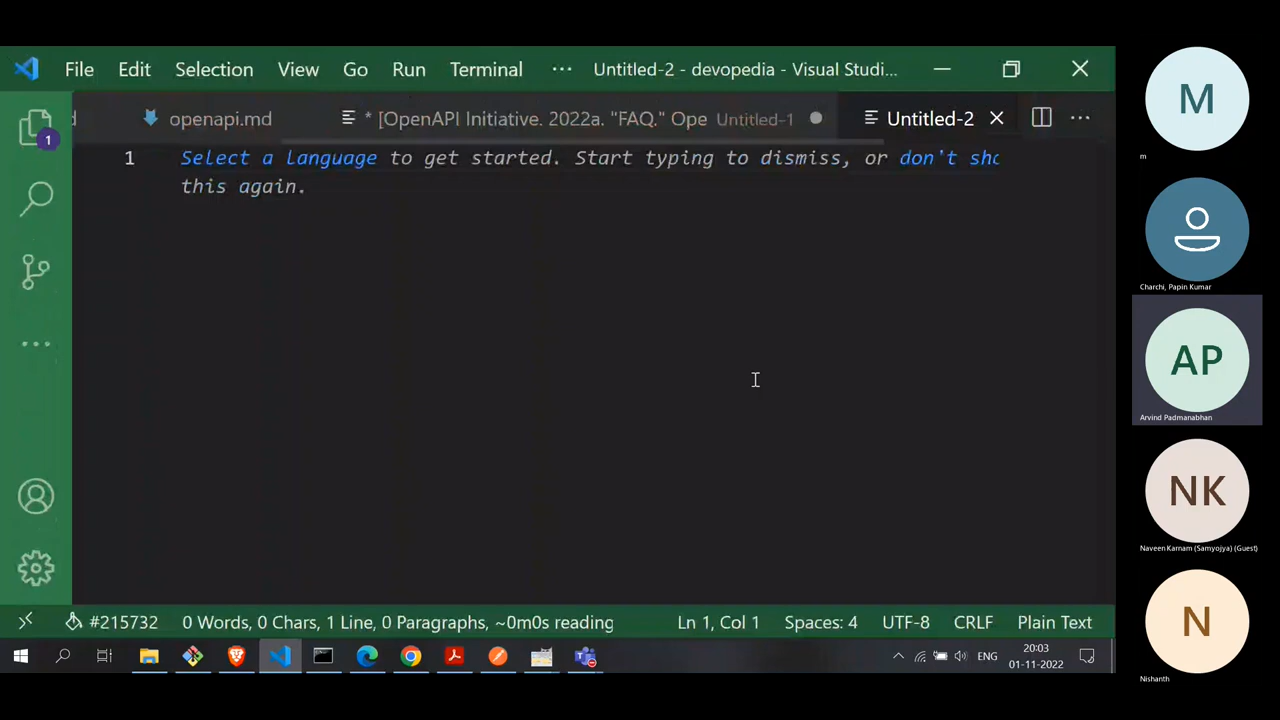 File Edit Selection View Go Run Terminal ··· Untitled-2 - devopedia - Visual Studi...
d openapi.md * [OpenAPI Initiative. 2022a. "FAQ." Ope Untitled-1 Untitled-2
1
1 Select a language to get started. Start typing to dismiss, or don't sho
this again.
#215732 0 Words, 0 Chars, 1 Line, 0 Paragraphs, ~0m0s reading Ln 1, Col 1 Spaces: 4 UTF-8 CRLF Plain Text
ENG 20:03
01-11-2022
M
m
Charchi, Papin Kumar
AP
Arvind Padmanabhan
NK
Naveen Karnam (Samyojya) (Guest)
N
Nishanth